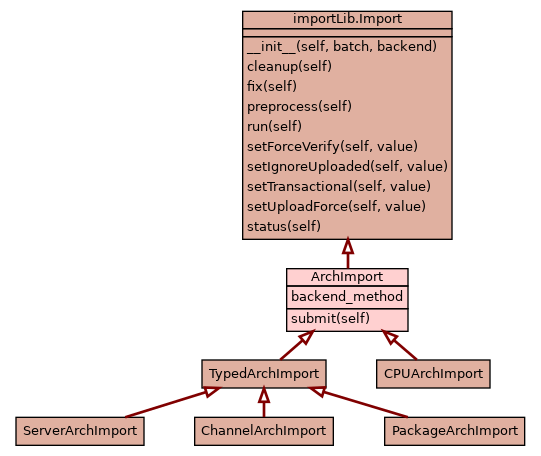 importLib.Import
__init__(self, batch, backend)
cleanup(self)
fix(self)
preprocess(self)
run(self)
setForceVerify(self, value)
setIgnoreUploaded(self, value)
setTransactional(self, value)
setUploadForce(self, value)
status(self)
ArchImport
backend_method
submit(self)
TypedArchImport
CPUArchImport
ServerArchImport
ChannelArchImport
PackageArchImport